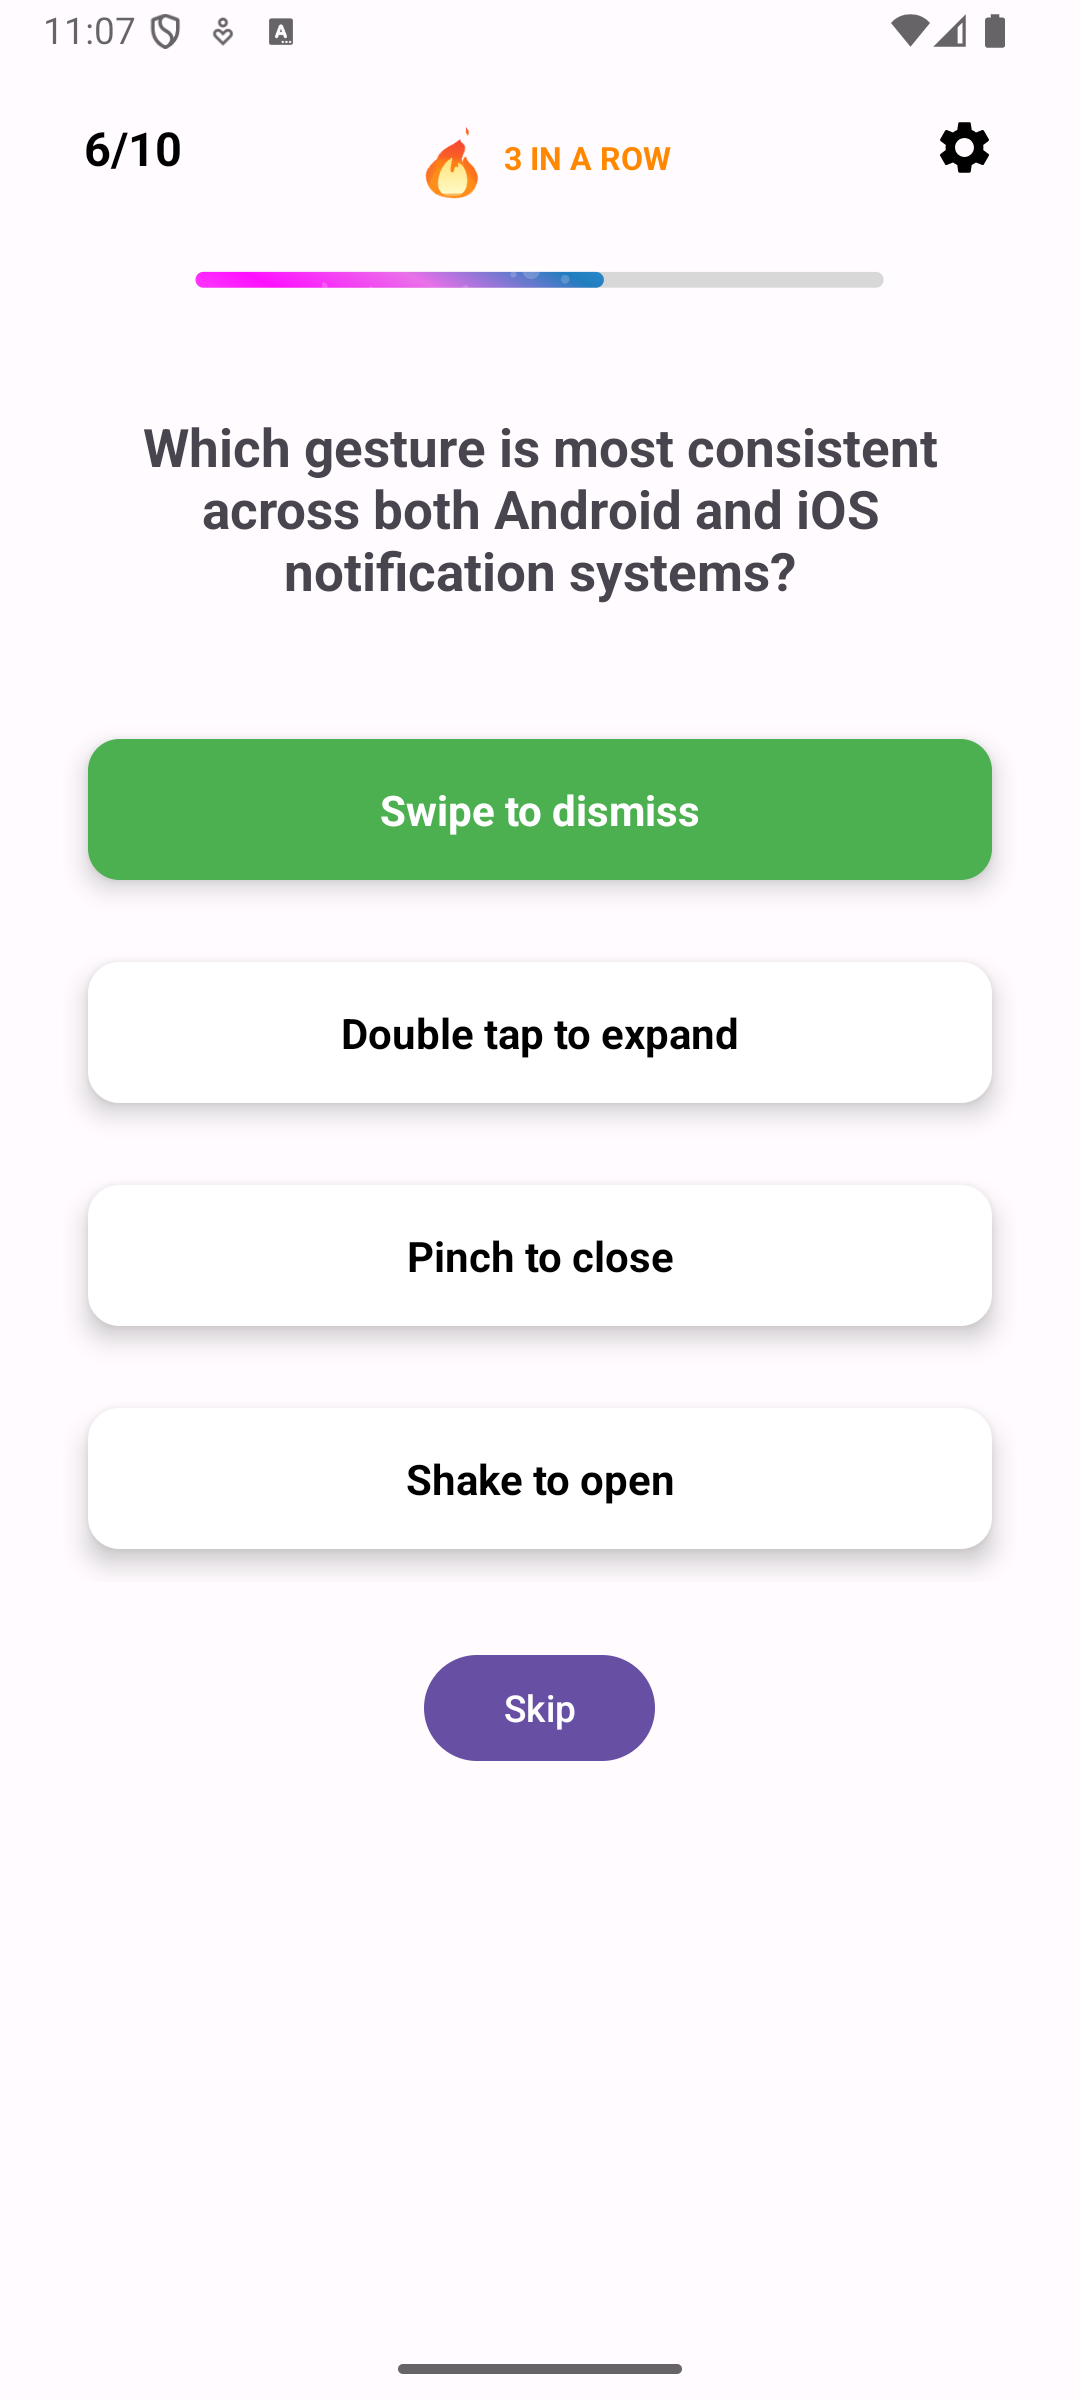 11:07
6/10
3 IN A ROW
Which gesture is most consistent
across both Android and iOS
notification systems?
Swipe to dismiss
Double tap to expand
Pinch to close
Shake to open
Skip